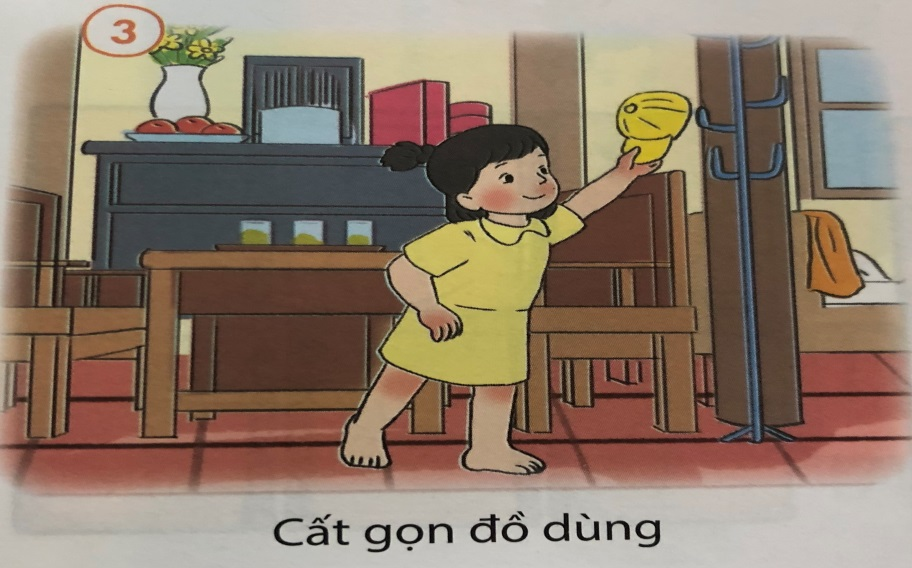 3
Cất gọn đồ dùng